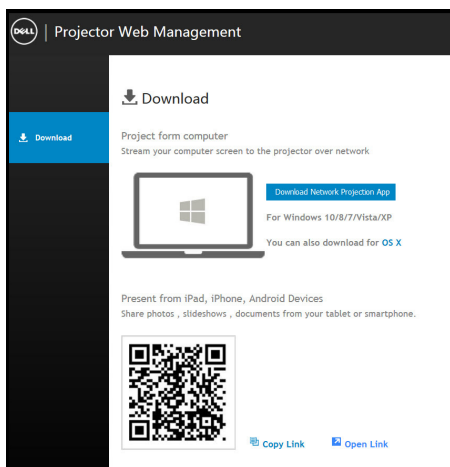 DELL | Projector Web Management
Download
Download
Project form computer
Stream your computer screen to the projector over network
Download Network Projection App
For Windows 10/8/7/Vista/XP
You can also download for OS X
Present from iPad, iPhone, Android Devices
Share photos , slideshows , documents from your tablet or smartphone.
Copy Link Open Link